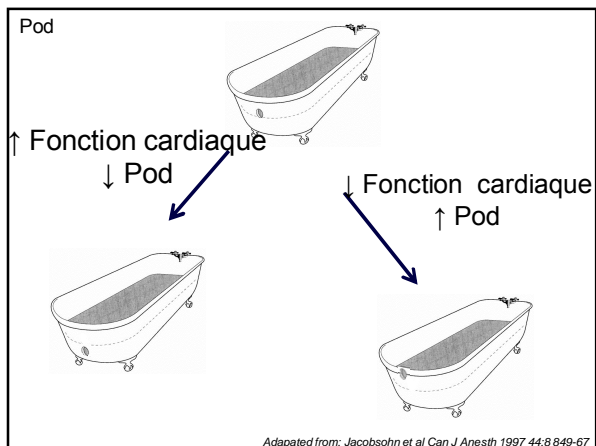 Pod
↑ Fonction cardiaque
↓ Pod
↓ Fonction cardiaque
↑ Pod
Adapated from: Jacobsohn et al Can J Anesth 1997 44:8 849-67